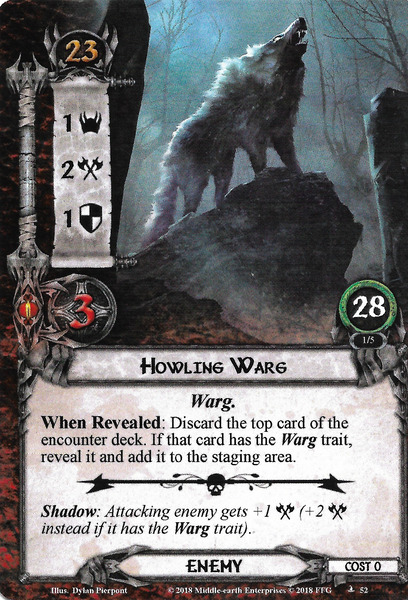 23
1
2
1
3
28
1/5
Howling Warg
Warg.
When Revealed: Discard the top card of the
encounter deck. If that card has the Warg trait,
reveal it and add it to the staging area.
Shadow: Attacking enemy gets +1 (+2
instead if it has the Warg trait).
ENEMY
COST 0
Illus. Dylan Pierpont
© 2018 Middle-earth Enterprises © 2018 FFG
52